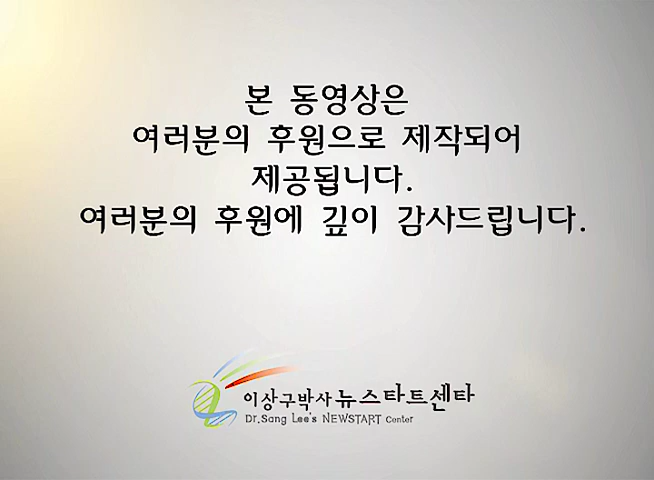 본 동영상은
여러분의 후원으로 제작되어
제공됩니다.
여러분의 후원에 깊이 감사드립니다.
이상구박사 뉴스타트센타
Dr.Sang Lee's NEWSTART Center